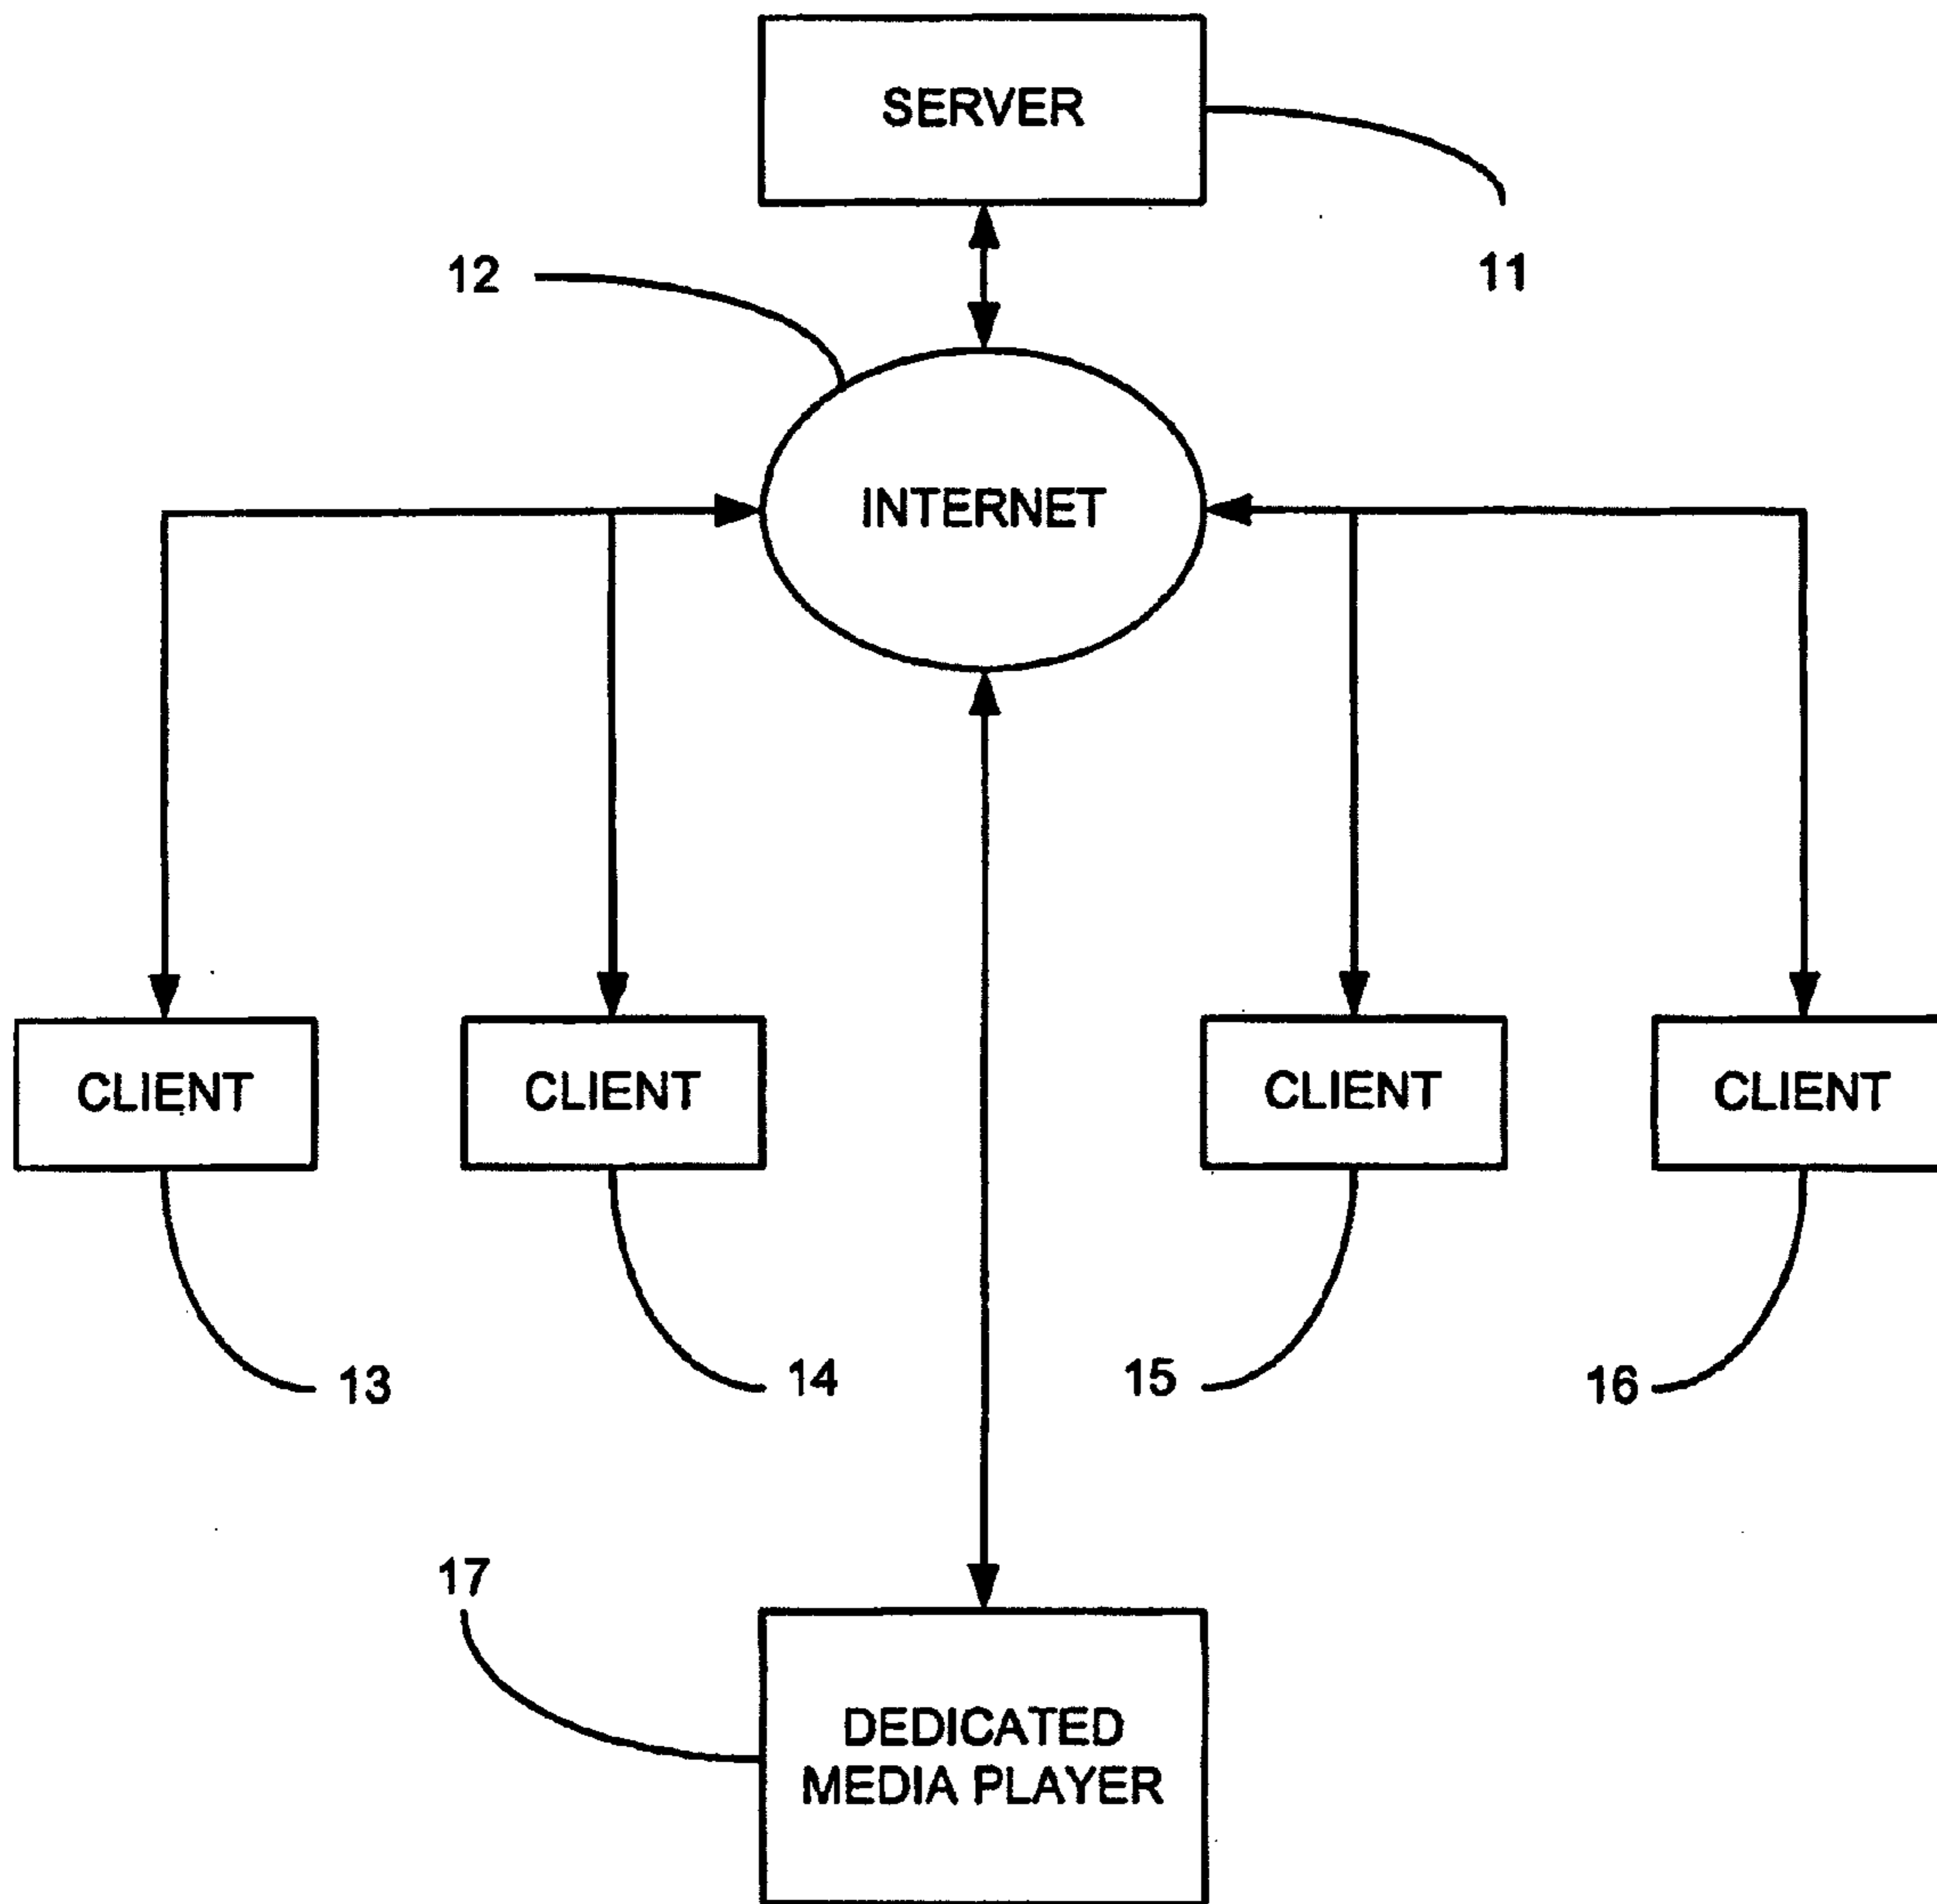 SERVER
12
11
INTERNET
CLIENT
CLIENT
CLIENT
CLIENT
13
14
15
16
17
DEDICATED
MEDIA PLAYER